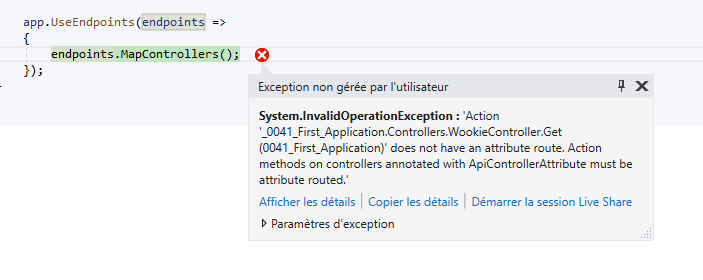 app.UseEndpoints(endpoints =>
{
endpoints.MapControllers();
});
Exception non gérée par l'utilisateur
System.InvalidOperationException : 'Action
'_0041_First_Application.Controllers.WookieController.Get
(0041_First_Application)' does not have an attribute route. Action
methods on controllers annotated with ApiControllerAttribute must be
attribute routed.'
Afficher les détails | Copier les détails | Démarrer la session Live Share
Paramètres d'exception